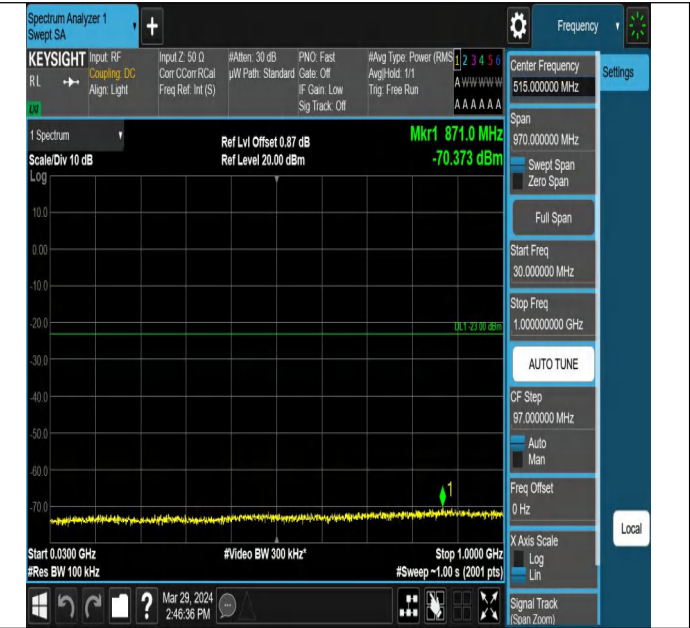 Spectrum Analyzer 1
Swept SA
+
Frequency
KEYSIGHT
RL
LXI
Input: RF
Coupling: DC
Align: Light
Input Z: 50 Ω
Corr CCorr RCal
Freq Ref: Int (S)
#Atten: 30 dB
µW Path: Standard
PNO: Fast
Gate: Off
IF Gain: Low
Sig Track: Off
#Avg Type: Power (RMS
Avg|Hold: 1/1
Trig: Free Run
1 2 3 4 5 6
A W W W W W
A A A A A A
1 Spectrum
Scale/Div 10 dB
Log
Ref Lvl Offset 0.87 dB
Ref Level 20.00 dBm
Mkr1 871.0 MHz
-70.373 dBm
10.0
0.00
-10.0
-20.0
DL1 -23.00 dBm
-30.0
-40.0
-50.0
-60.0
1
-70.0
Start 0.0300 GHz
#Res BW 100 kHz
#Video BW 300 kHz*
Stop 1.0000 GHz
#Sweep ~1.00 s (2001 pts)
?
Mar 29, 2024
2:46:36 PM
Center Frequency
515.000000 MHz
Settings
Span
970.000000 MHz
Swept Span
Zero Span
Full Span
Start Freq
30.000000 MHz
Stop Freq
1.000000000 GHz
AUTO TUNE
CF Step
97.000000 MHz
Auto
Man
Freq Offset
0 Hz
X Axis Scale
Log
Lin
Local
Signal Track
(Span Zoom)